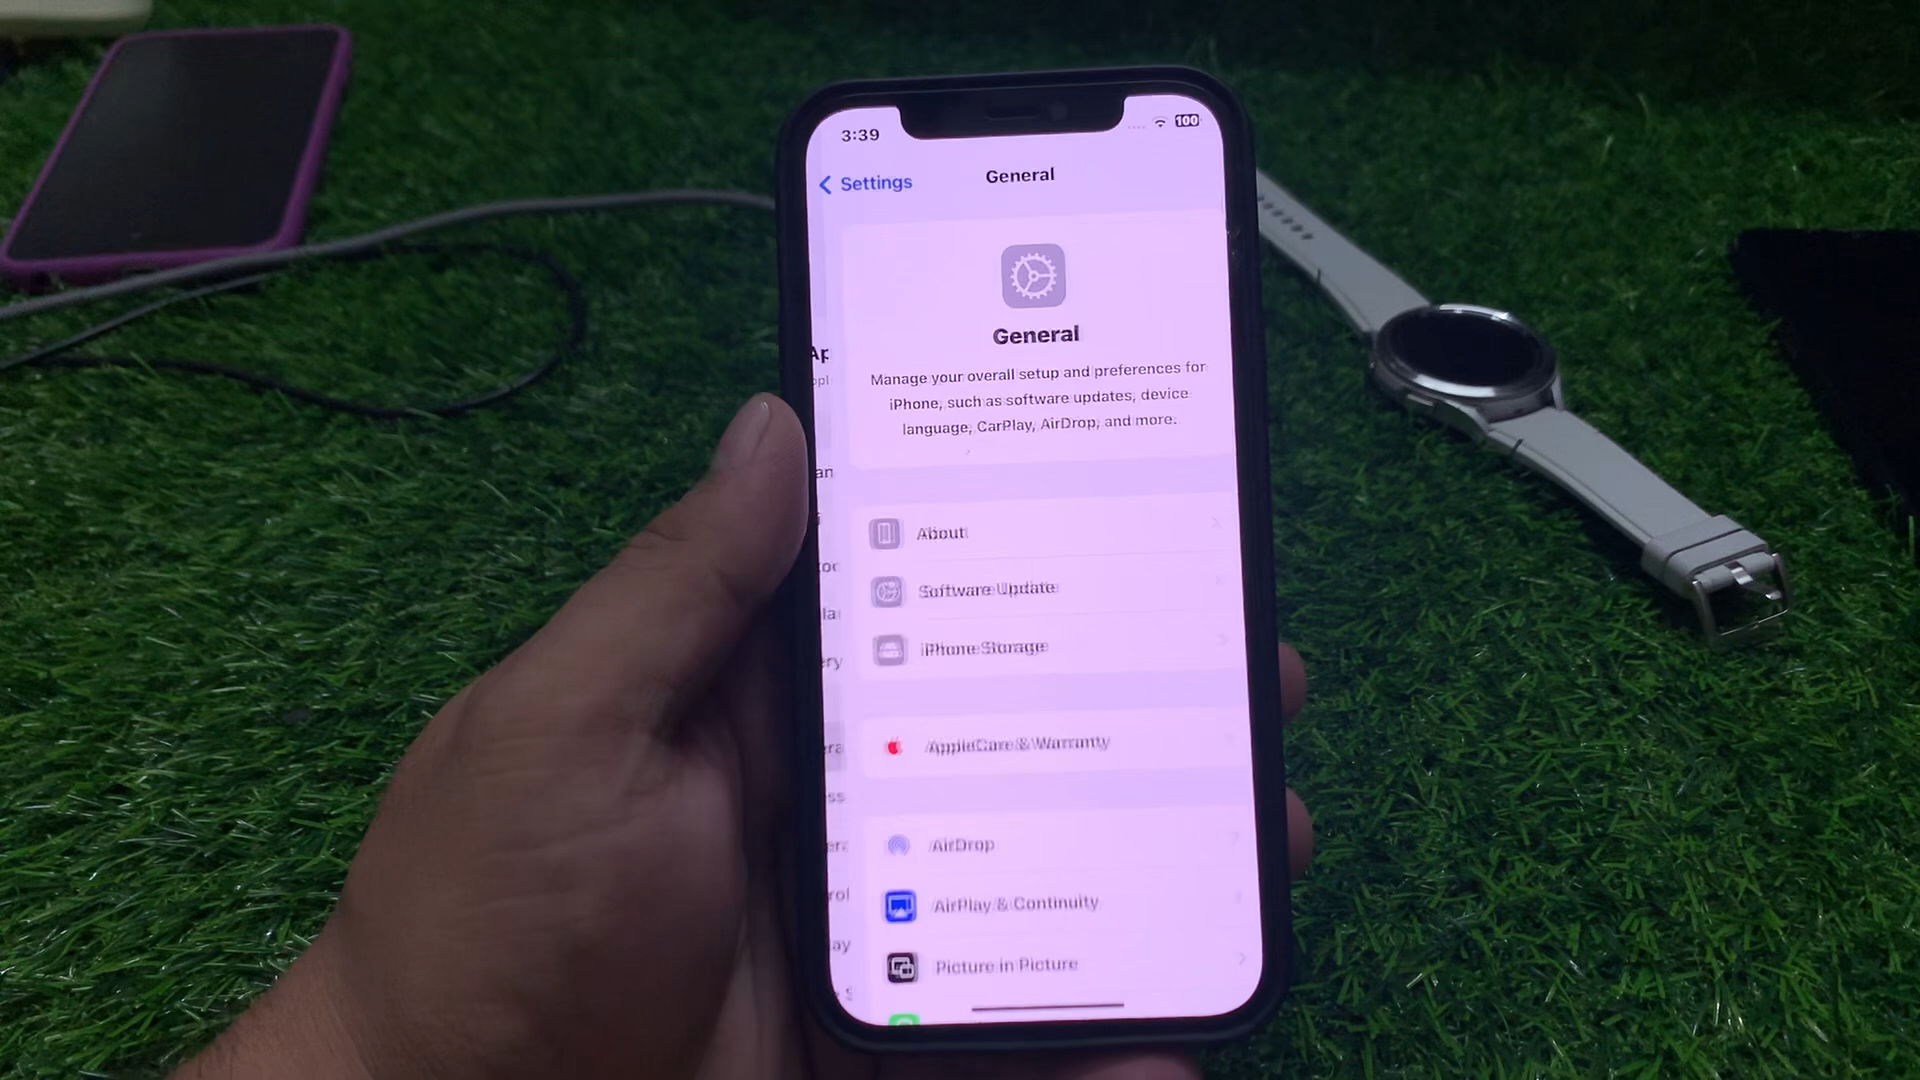 3:39
100
Settings
General
General
Manage your overall setup and preferences for
iPhone, such as software updates, device
language, CarPlay, AirDrop, and more.
About
Software Update
iPhone Storage
AppleCare & Warranty
AirDrop
AirPlay & Continuity
Picture in Picture